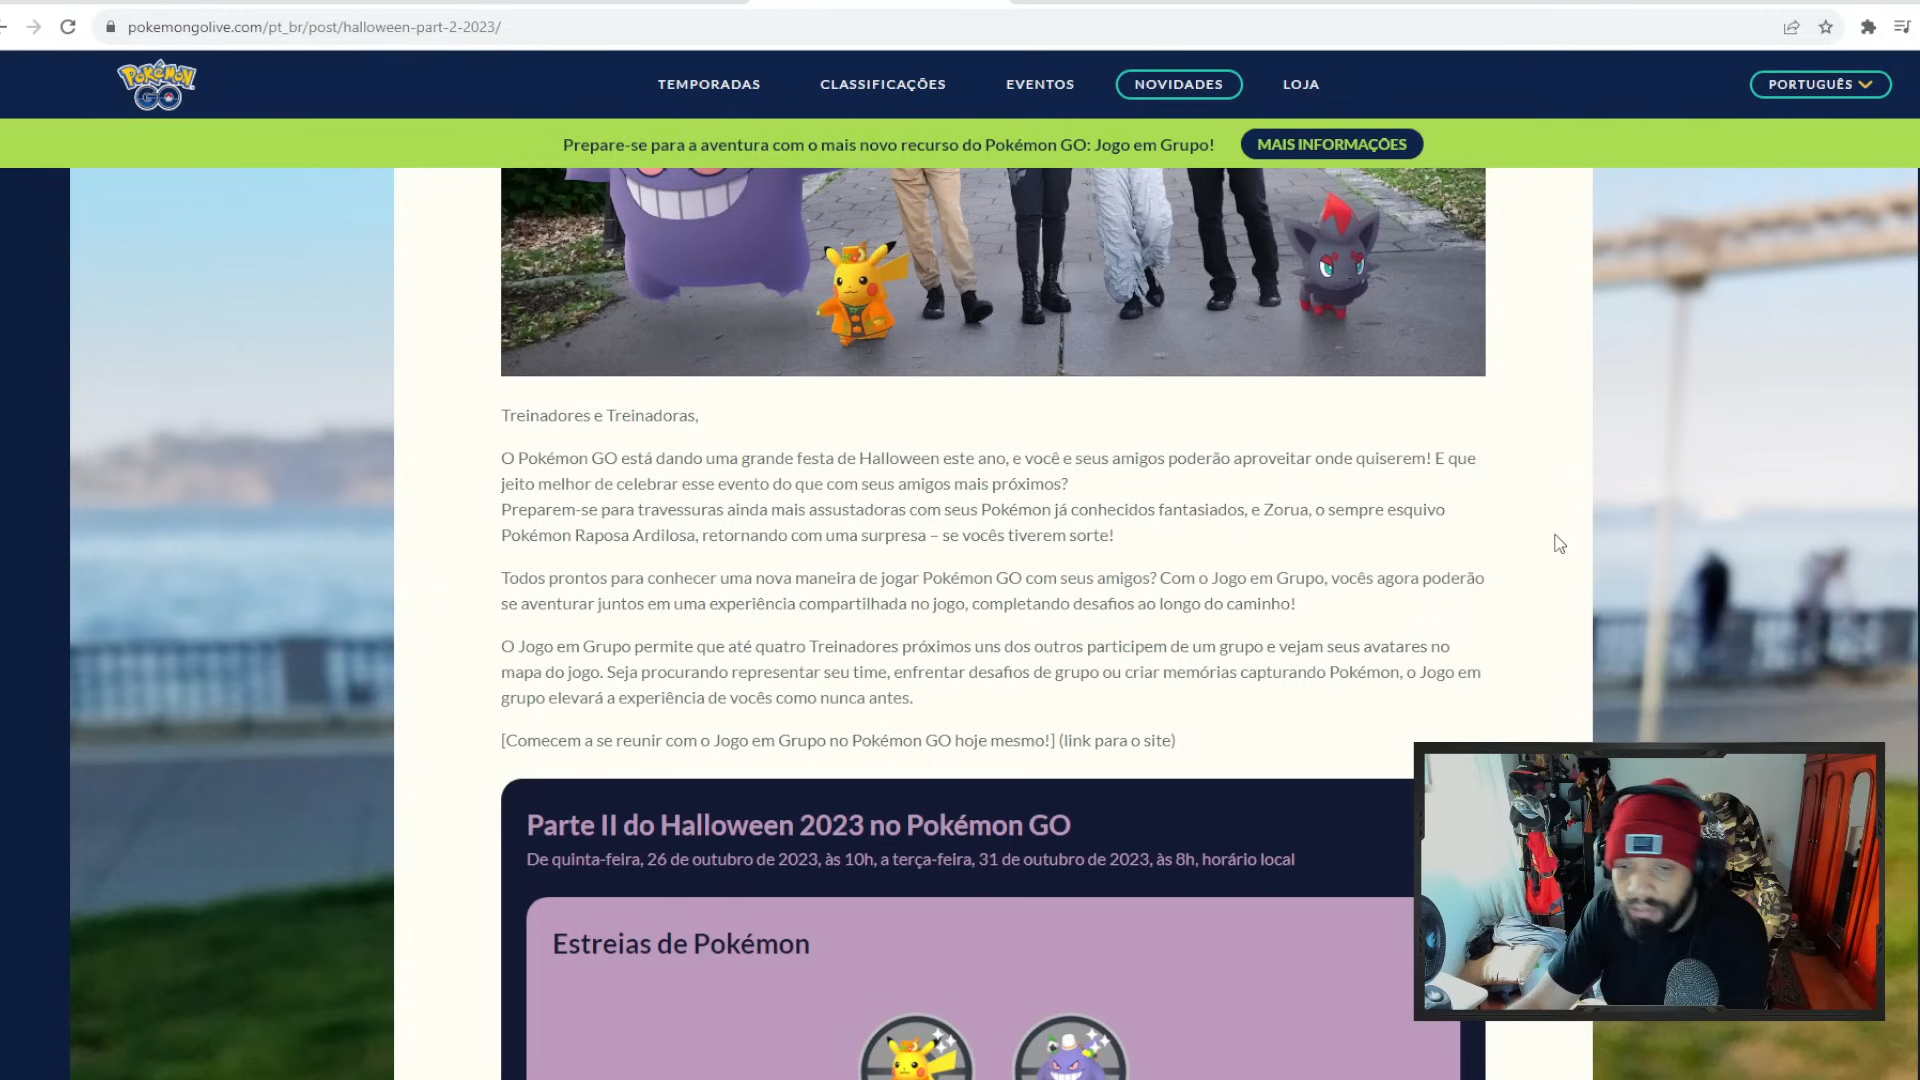 pokemongolive.com/pt_br/post/halloween-part-2-2023/
POKÉMON GO
TEMPORADAS
CLASSIFICAÇÕES
EVENTOS
NOVIDADES
LOJA
PORTUGUÊS
Prepare-se para a aventura com o mais novo recurso do Pokémon GO: Jogo em Grupo!
MAIS INFORMAÇÕES
Treinadores e Treinadoras,
O Pokémon GO está dando uma grande festa de Halloween este ano, e você e seus amigos poderão aproveitar onde quiserem! E que
jeito melhor de celebrar esse evento do que com seus amigos mais próximos?
Preparem-se para travessuras ainda mais assustadoras com seus Pokémon já conhecidos fantasiados, e Zorua, o sempre esquivo
Pokémon Raposa Ardilosa, retornando com uma surpresa – se vocês tiverem sorte!
Todos prontos para conhecer uma nova maneira de jogar Pokémon GO com seus amigos? Com o Jogo em Grupo, vocês agora poderão
se aventurar juntos em uma experiência compartilhada no jogo, completando desafios ao longo do caminho!
O Jogo em Grupo permite que até quatro Treinadores próximos uns dos outros participem de um grupo e vejam seus avatares no
mapa do jogo. Seja procurando representar seu time, enfrentar desafios de grupo ou criar memórias capturando Pokémon, o Jogo em
grupo elevará a experiência de vocês como nunca antes.
[Comecem a se reunir com o Jogo em Grupo no Pokémon GO hoje mesmo!] (link para o site)
Parte II do Halloween 2023 no Pokémon GO
De quinta-feira, 26 de outubro de 2023, às 10h, a terça-feira, 31 de outubro de 2023, às 8h, horário local
Estreias de Pokémon